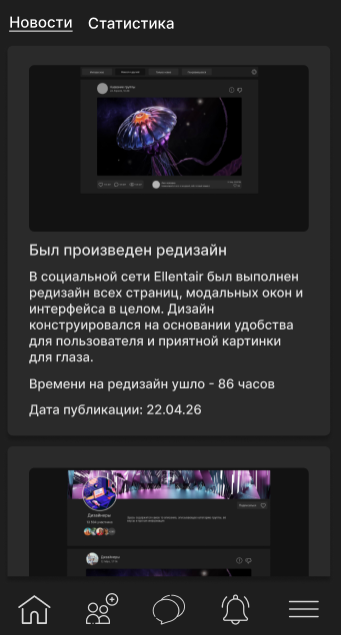 Новости Статистика
Был произведен редизайн
В социальной сети Ellentair был выполнен
редизайн всех страниц, модальных окон и
интерфейса в целом. Дизайн
конструировался на основании удобства
для пользователя и приятной картинки
для глаза.
Времени на редизайн ушло - 86 часов
Дата публикации: 22.04.26
Дизайнеры
Дизайнеры